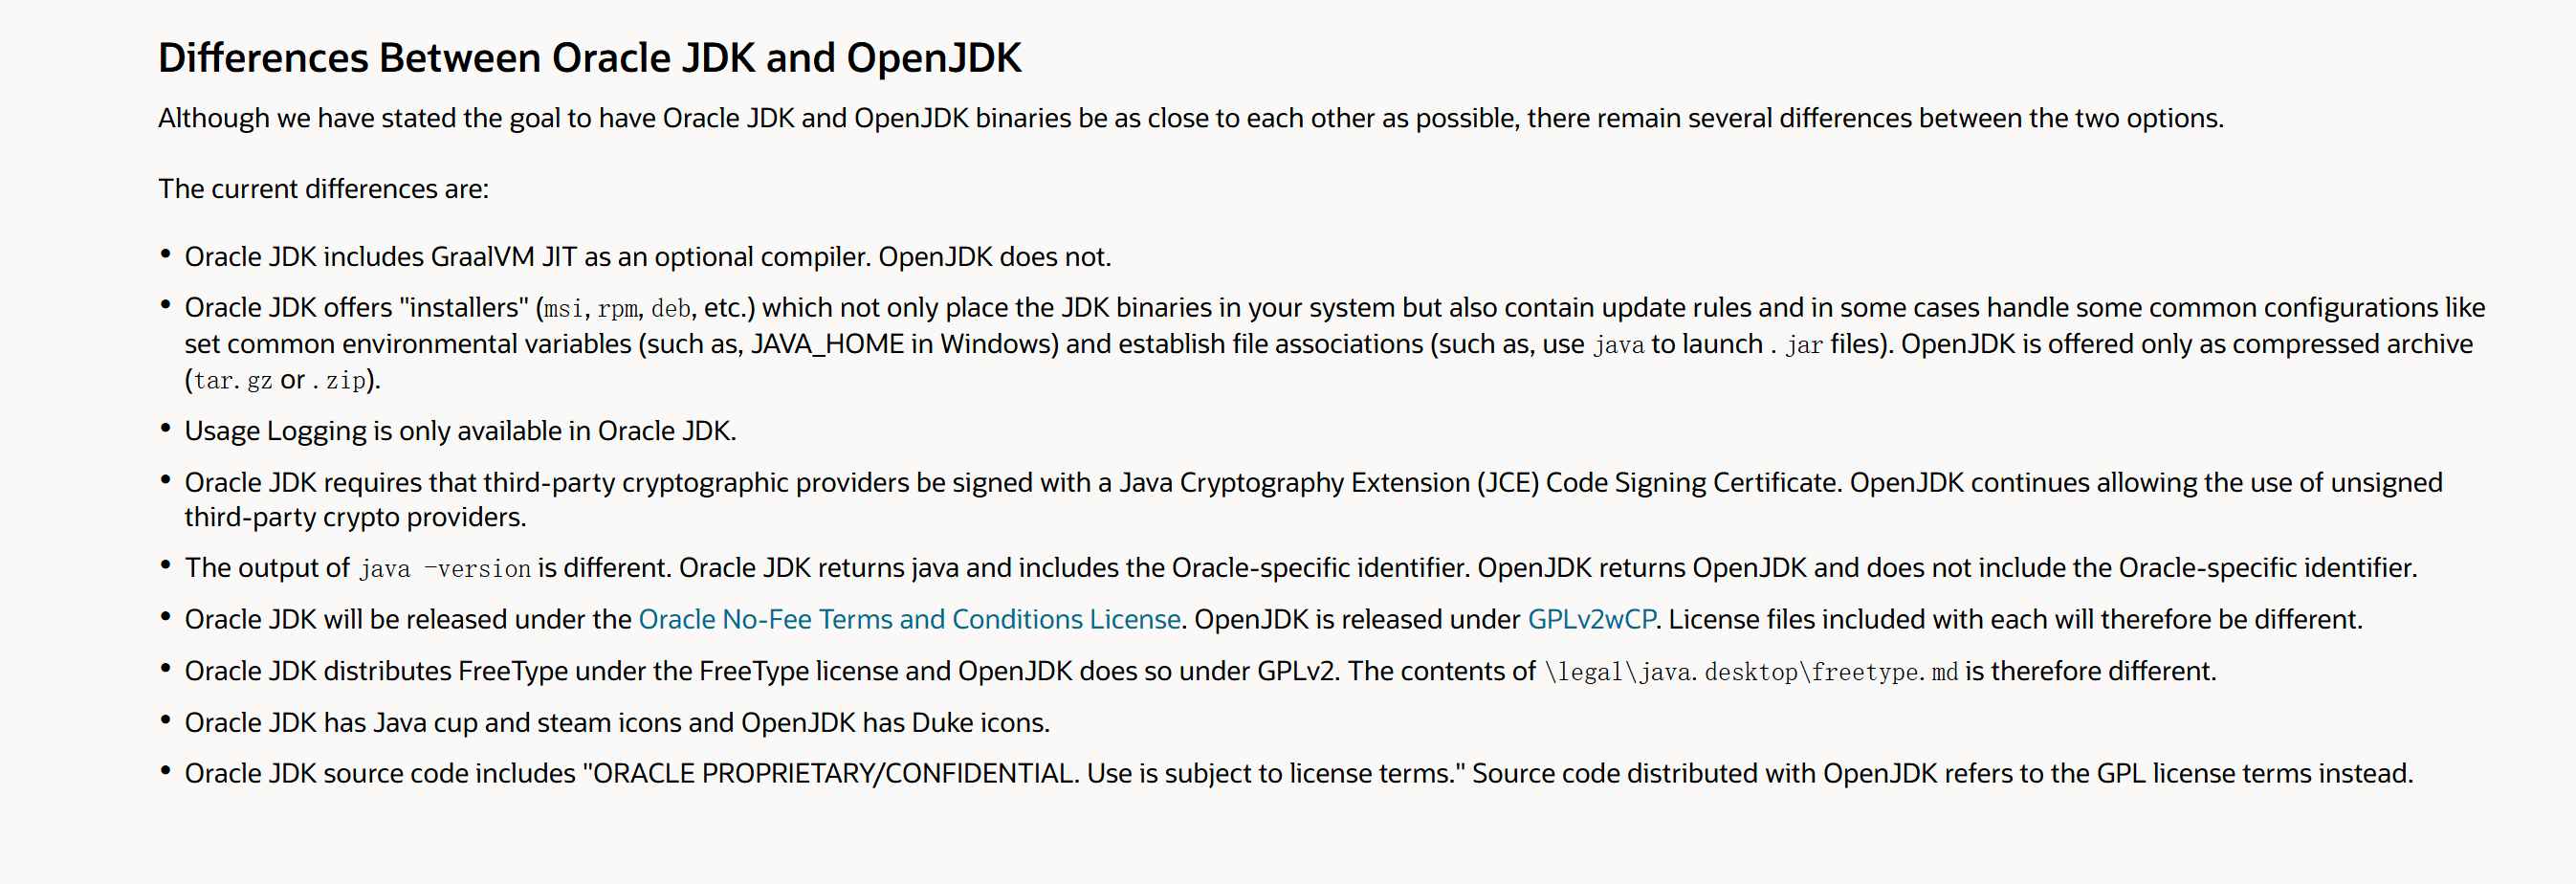 Differences Between Oracle JDK and OpenJDK
Although we have stated the goal to have Oracle JDK and OpenJDK binaries be as close to each other as possible, there remain several differences between the two options.
The current differences are:
• Oracle JDK includes GraalVM JIT as an optional compiler. OpenJDK does not.
• Oracle JDK offers "installers" (msi, rpm, deb, etc.) which not only place the JDK binaries in your system but also contain update rules and in some cases handle some common configurations like
set common environmental variables (such as, JAVA_HOME in Windows) and establish file associations (such as, use java to launch .jar files). OpenJDK is offered only as compressed archive
(tar.gz or .zip).
• Usage Logging is only available in Oracle JDK.
• Oracle JDK requires that third-party cryptographic providers be signed with a Java Cryptography Extension (JCE) Code Signing Certificate. OpenJDK continues allowing the use of unsigned
third-party crypto providers.
• The output of java -version is different. Oracle JDK returns java and includes the Oracle-specific identifier. OpenJDK returns OpenJDK and does not include the Oracle-specific identifier.
• Oracle JDK will be released under the Oracle No-Fee Terms and Conditions License. OpenJDK is released under GPLv2wCP. License files included with each will therefore be different.
• Oracle JDK distributes FreeType under the FreeType license and OpenJDK does so under GPLv2. The contents of \legal\java.desktop\freetype.md is therefore different.
• Oracle JDK has Java cup and steam icons and OpenJDK has Duke icons.
• Oracle JDK source code includes "ORACLE PROPRIETARY/CONFIDENTIAL. Use is subject to license terms." Source code distributed with OpenJDK refers to the GPL license terms instead.